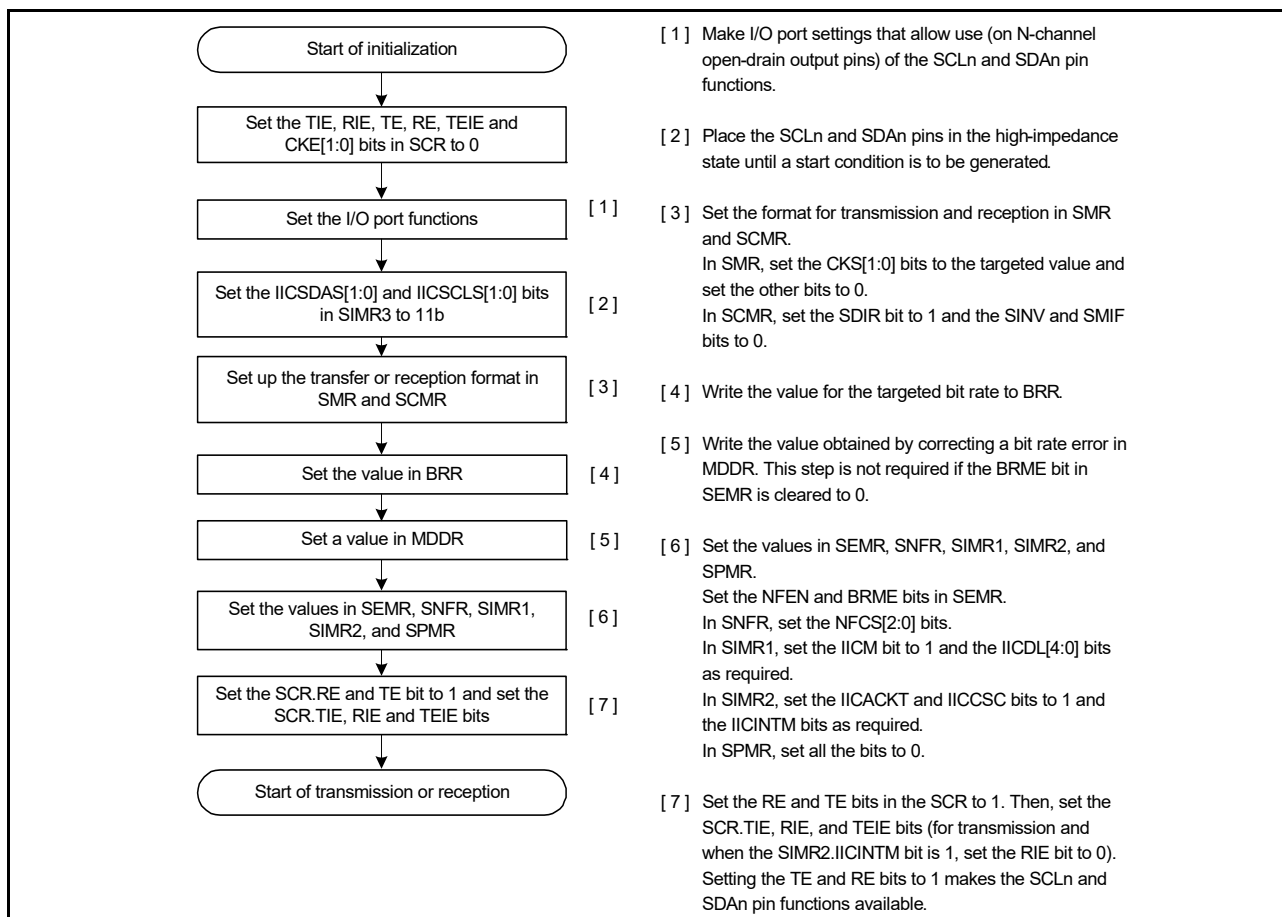 Start of initialization
Set the TIE, RIE, TE, RE, TEIE and
CKE[1:0] bits in SCR to 0
Set the I/O port functions
[ 1 ]
Set the IICSDAS[1:0] and IICSCLS[1:0] bits
in SIMR3 to 11b
[ 2 ]
Set up the transfer or reception format in
SMR and SCMR
[ 3 ]
Set the value in BRR
[ 4 ]
Set a value in MDDR
[ 5 ]
Set the values in SEMR, SNFR, SIMR1,
SIMR2, and SPMR
[ 6 ]
Set the SCR.RE and TE bit to 1 and set the
SCR.TIE, RIE and TEIE bits
[ 7 ]
Start of transmission or reception
[ 1 ] Make I/O port settings that allow use (on N-channel
open-drain output pins) of the SCLn and SDAn pin
functions.
[ 2 ] Place the SCLn and SDAn pins in the high-impedance
state until a start condition is to be generated.
[ 3 ] Set the format for transmission and reception in SMR
and SCMR.
In SMR, set the CKS[1:0] bits to the targeted value and
set the other bits to 0.
In SCMR, set the SDIR bit to 1 and the SINV and SMIF
bits to 0.
[ 4 ] Write the value for the targeted bit rate to BRR.
[ 5 ] Write the value obtained by correcting a bit rate error in
MDDR. This step is not required if the BRME bit in
SEMR is cleared to 0.
[ 6 ] Set the values in SEMR, SNFR, SIMR1, SIMR2, and
SPMR.
Set the NFEN and BRME bits in SEMR.
In SNFR, set the NFCS[2:0] bits.
In SIMR1, set the IICM bit to 1 and the IICDL[4:0] bits
as required.
In SIMR2, set the IICACKT and IICCSC bits to 1 and
the IICINTM bits as required.
In SPMR, set all the bits to 0.
[ 7 ] Set the RE and TE bits in the SCR to 1. Then, set the
SCR.TIE, RIE, and TEIE bits (for transmission and
when the SIMR2.IICINTM bit is 1, set the RIE bit to 0).
Setting the TE and RE bits to 1 makes the SCLn and
SDAn pin functions available.